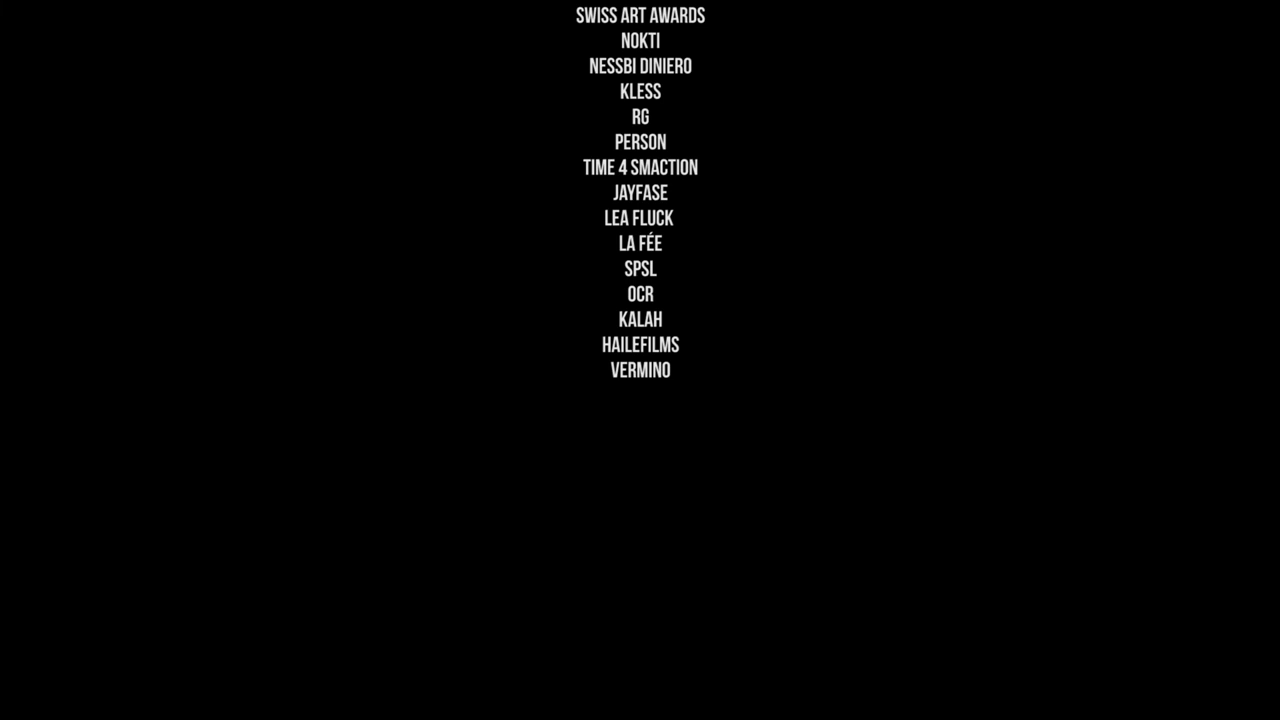 SWISS ART AWARDS
NOKTI
NESSBI DINIERO
KLESS
RG
PERSON
TIME 4 SMACTION
JAYFASE
LEA FLUCK
LA FÉE
SPSL
OCR
KALAH
HAILEFILMS
VERMINO